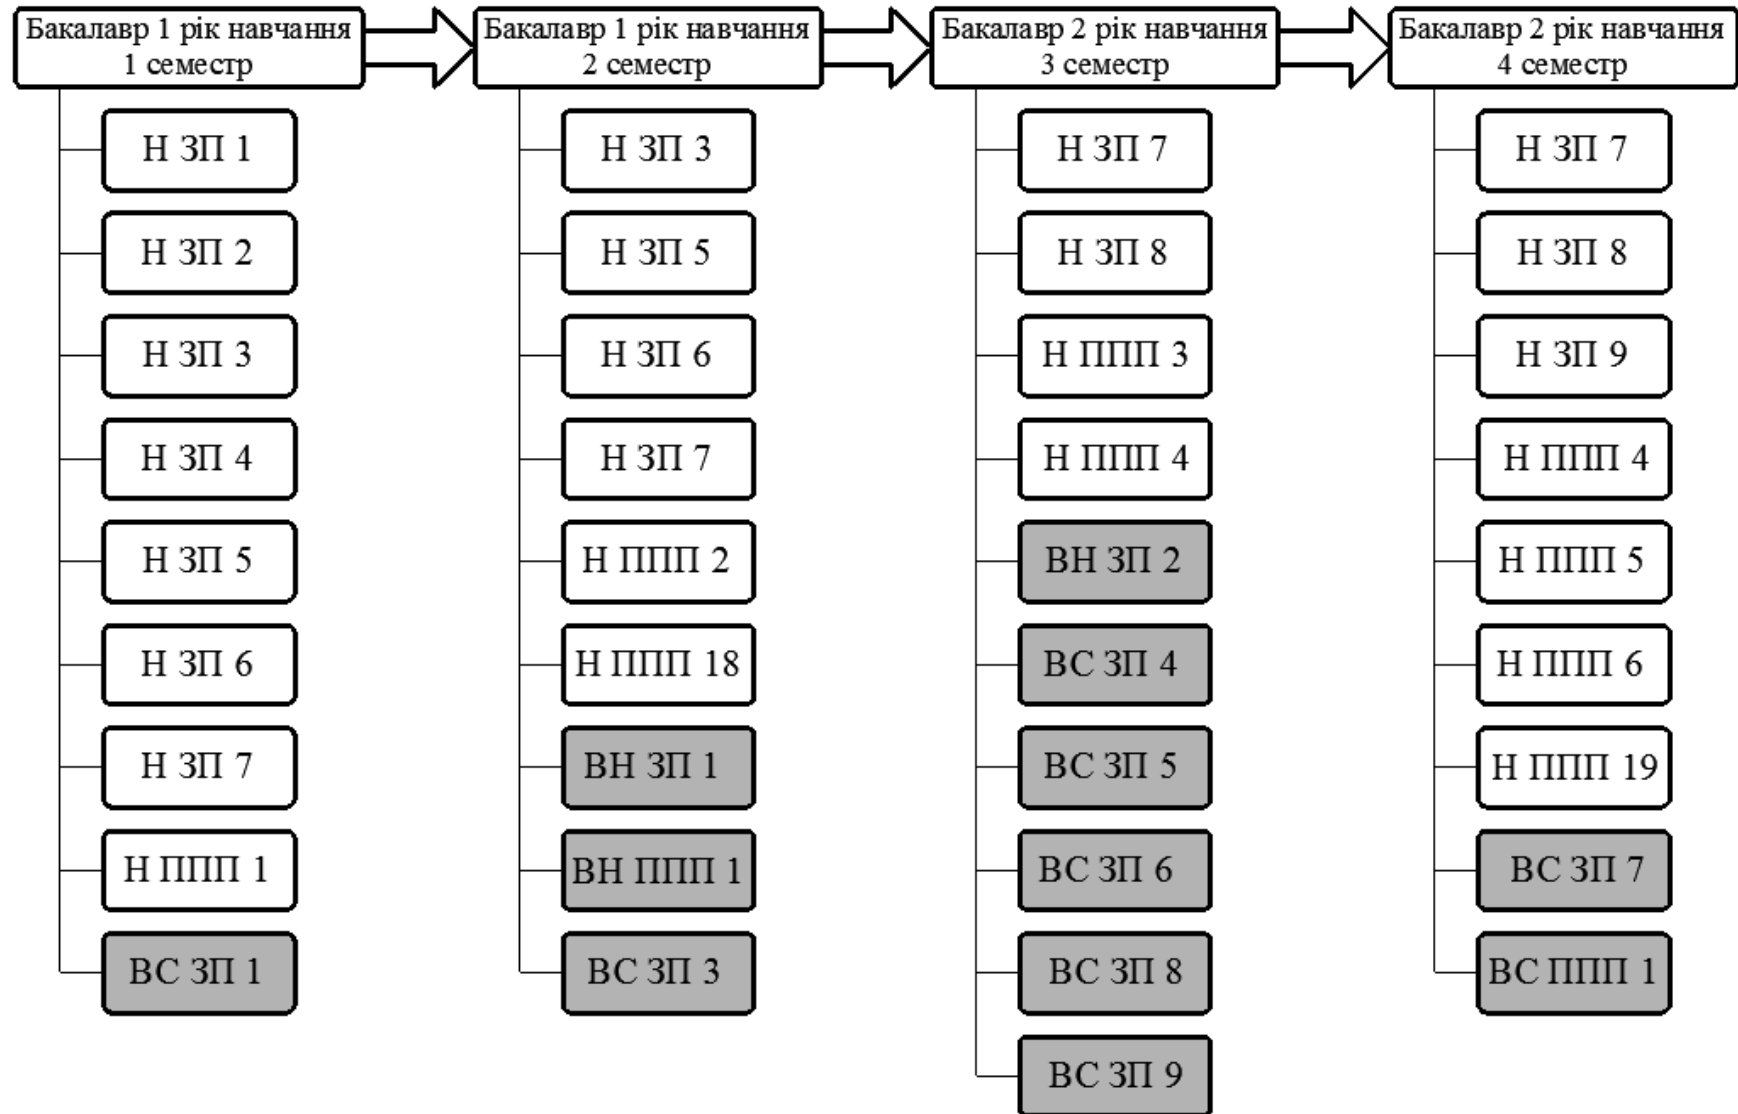 Бакалавр 1 рік навчання
1 семестр
Н ЗП 1
Н ЗП 2
Н ЗП 3
Н ЗП 4
Н ЗП 5
Н ЗП 6
Н ЗП 7
Н ППП 1
ВС ЗП 1
Бакалавр 1 рік навчання
2 семестр
Н ЗП 3
Н ЗП 5
Н ЗП 6
Н ЗП 7
Н ППП 2
Н ППП 18
ВН ЗП 1
ВН ППП 1
ВС ЗП 3
Бакалавр 2 рік навчання
3 семестр
Н ЗП 7
Н ЗП 8
Н ППП 3
Н ППП 4
ВН ЗП 2
ВС ЗП 4
ВС ЗП 5
ВС ЗП 6
ВС ЗП 8
ВС ЗП 9
Бакалавр 2 рік навчання
4 семестр
Н ЗП 7
Н ЗП 8
Н ЗП 9
Н ППП 4
Н ППП 5
Н ППП 6
Н ППП 19
ВС ЗП 7
ВС ППП 1